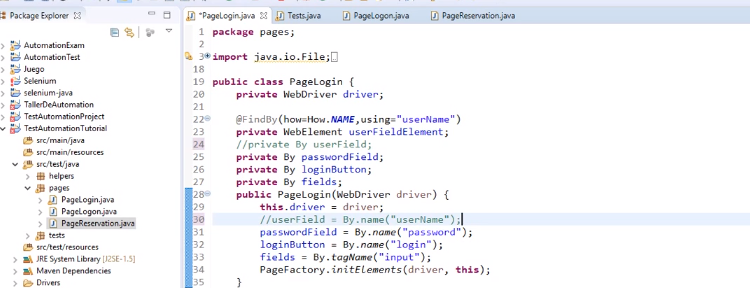 Package Explorer
AutomationExam
AutomationTest
Juego
Selenium
selenium-java
TallerDeAutomation
TestAutomationProject
TestAutomationTutorial
src/main/java
src/main/resources
src/test/java
helpers
pages
PageLogin.java
PageLogon.java
PageReservation.java
tests
src/test/resources
JRE System Library [J2SE-1.5]
Maven Dependencies
Drivers
*PageLogin.java Tests.java PageLogon.java PageReservation.java
1 package pages;
2
3 import java.io.File;
18
19 public class PageLogin {
20 private WebDriver driver;
21
22 @FindBy(how=How.NAME,using="userName")
23 private WebElement userFieldElement;
24 //private By userField;
25 private By passwordField;
26 private By loginButton;
27 private By fields;
28 public PageLogin(WebDriver driver) {
29 this.driver = driver;
30 //userField = By.name("userName");
31 passwordField = By.name("password");
32 loginButton = By.name("login");
33 fields = By.tagName("input");
34 PageFactory.initElements(driver, this);
35 }